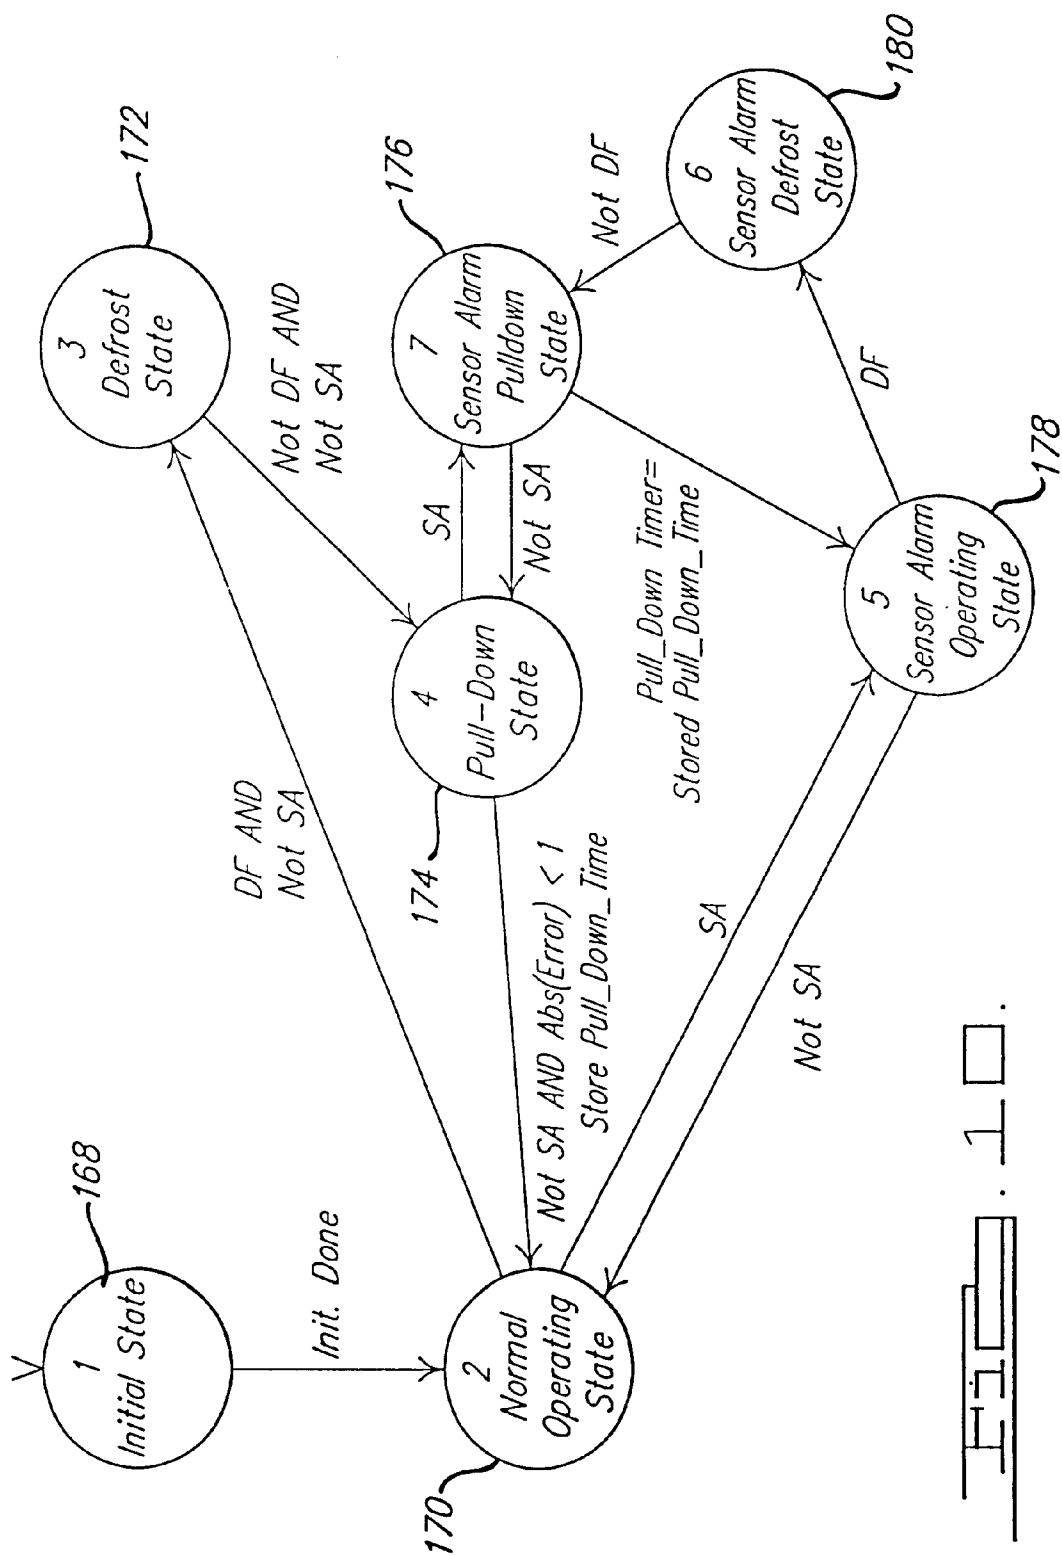 168
1
Initial State
Init. Done
170
2
Normal
Operating
State
DF AND
Not SA
172
3
Defrost
State
Not DF AND
Not SA
174
4
Pull-Down
State
Not SA AND Abs(Error) < 1
Store Pull_Down_Time
SA
Not SA
176
7
Sensor Alarm
Pulldown
State
Not DF
180
6
Sensor Alarm
Defrost
State
Pull_Down Timer=
Stored Pull_Down_Time
DF
178
5
Sensor Alarm
Operating
State
SA
Not SA
Fig. 10.